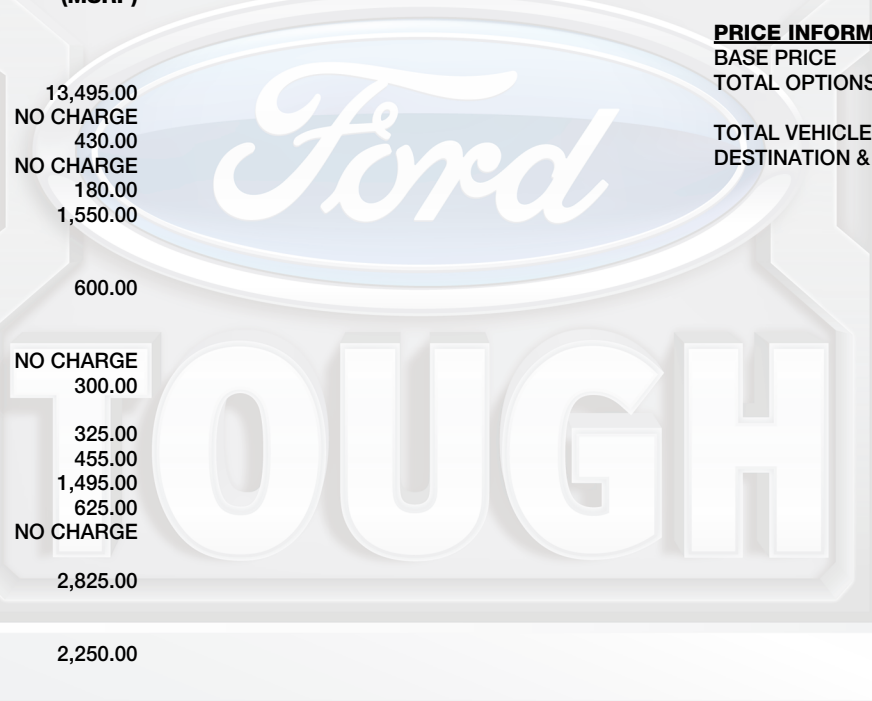 (MSRP)
13,495.00
NO CHARGE
430.00
NO CHARGE
180.00
1,550.00
600.00
NO CHARGE
300.00
325.00
455.00
1,495.00
625.00
NO CHARGE
2,825.00
2,250.00
PRICE INFORM
BASE PRICE
TOTAL OPTIONS
TOTAL VEHICLE
DESTINATION &
Ford
TOUGH